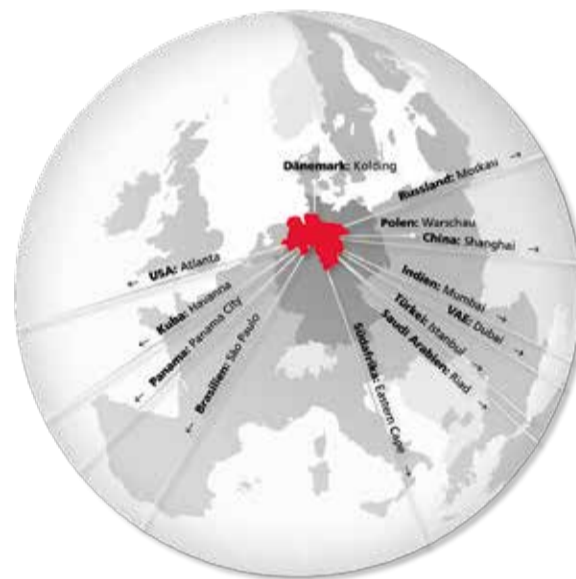 Dänemark: Kolding
Russland: Moskau
Polen: Warschau
China: Shanghai
USA: Atlanta
Indien: Mumbai
VAE: Dubai
Kuba: Havanna
Türkei: Istanbul
Panama: Panama City
Saudi Arabien: Riad
Brasilien: São Paulo
Südafrika: Eastern Cape